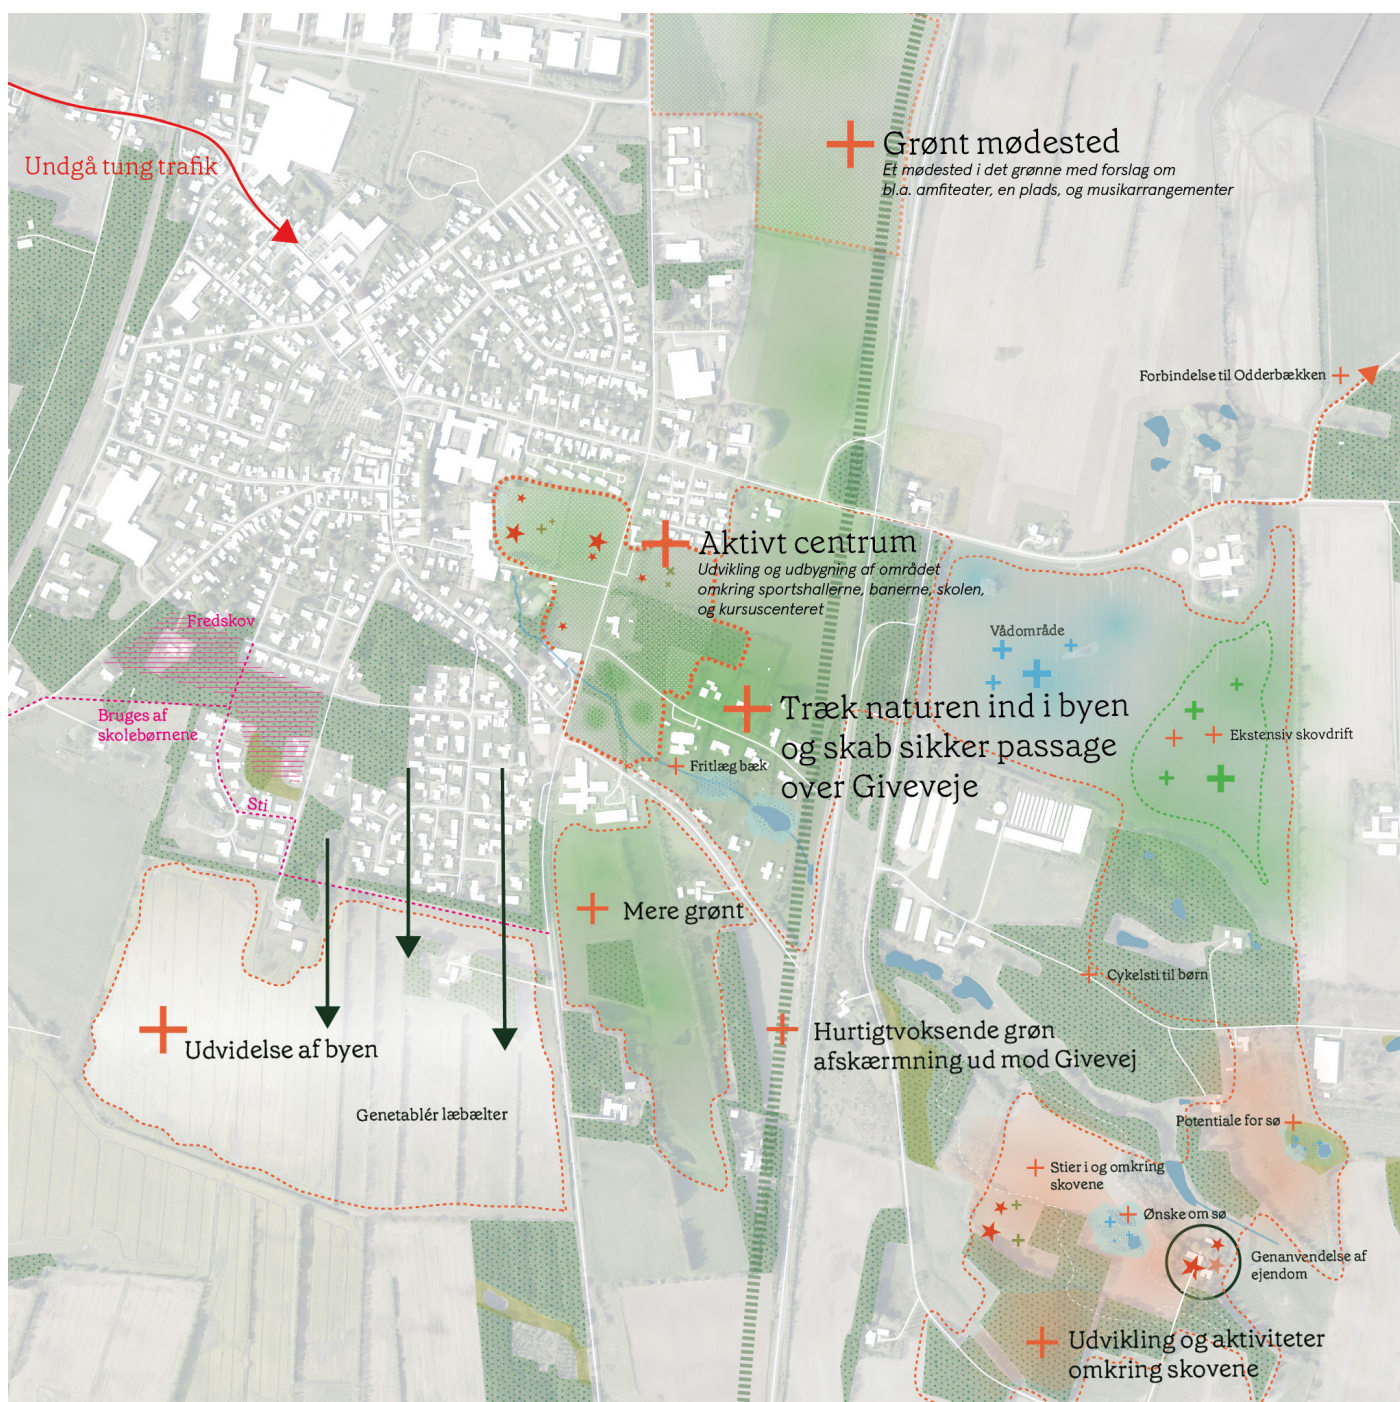 Grønt mødested
Et mødested i det grønne med forslag om
bl.a. amfiteater, en plads, og musikarrangementer
Undgå tung trafik
Forbindelse til Odderbækken
Aktivt centrum
Udvikling og udbygning af området
omkring sportshallerne, banerne, skolen,
og kursuscenteret
Fredskov
Vådområde
Bruges af
skolebørnene
Træk naturen ind i byen
og skab sikker passage
over Giveveje
Ekstensiv skovdrift
Fritlæg bæk
Sti
Mere grønt
Cykelsti til børn
Udvidelse af byen
Hurtigtvoksende grøn
afskærmning ud mod Givevej
Genetablér læbælter
Potentiale for sø
Stier i og omkring
skovene
Ønske om sø
Genanvendelse af
ejendom
Udvikling og aktiviteter
omkring skovene